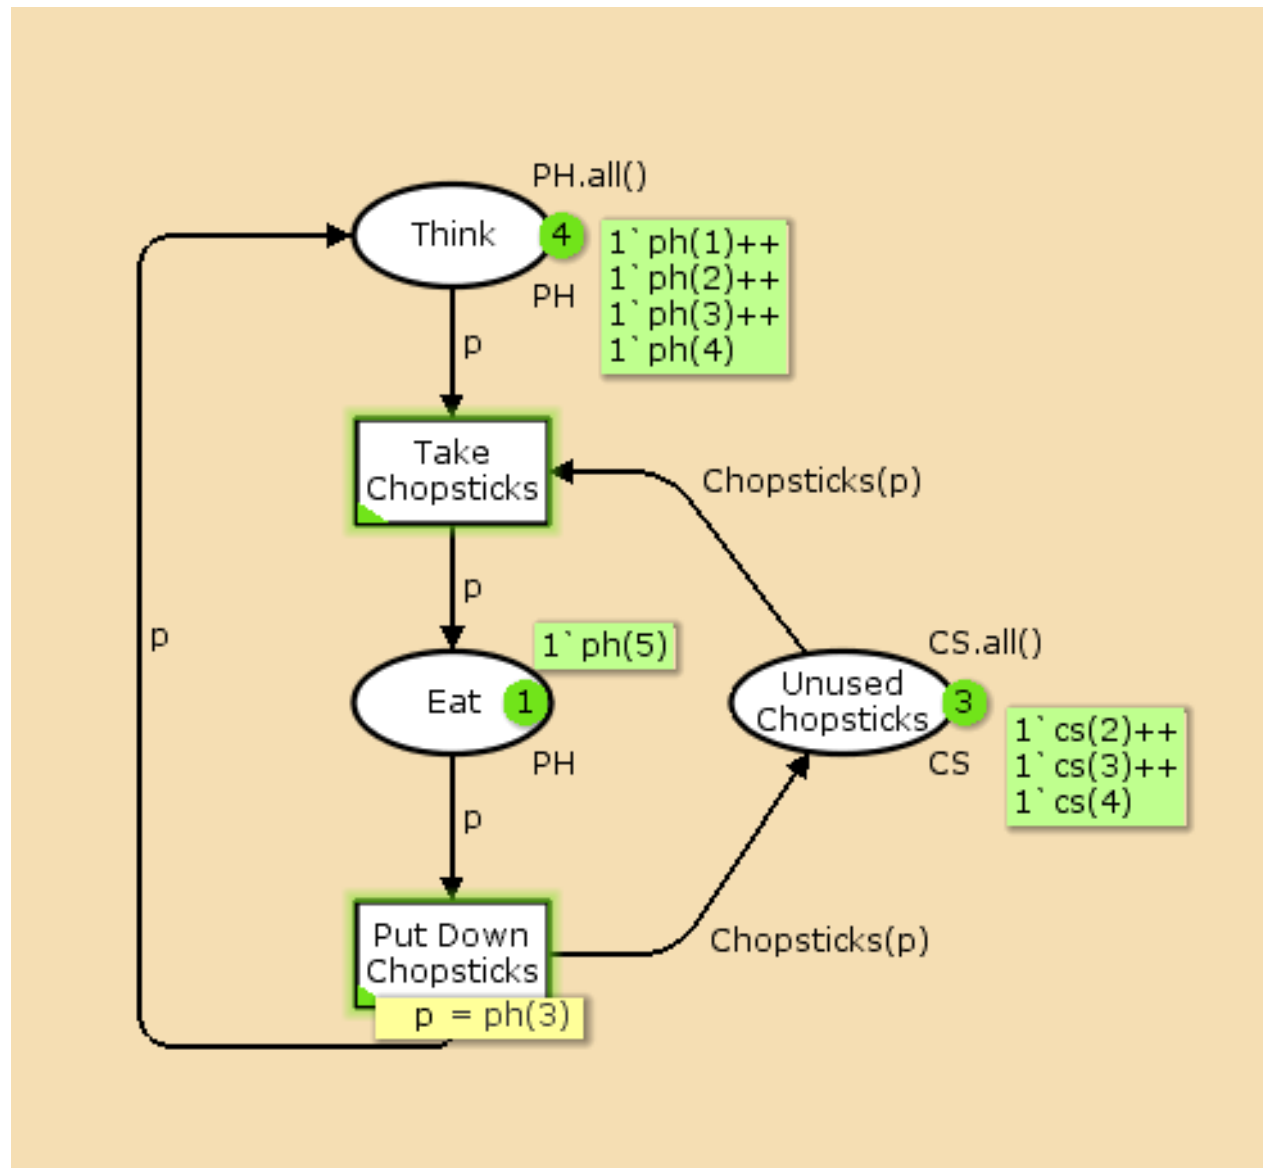 PH.all()
Think
4
1`ph(1)++
1`ph(2)++
1`ph(3)++
1`ph(4)
PH
p
Take
Chopsticks
Chopsticks(p)
p
p
1`ph(5)
Eat
1
PH
CS.all()
Unused
Chopsticks
3
CS
1`cs(2)++
1`cs(3)++
1`cs(4)
p
Put Down
Chopsticks
Chopsticks(p)
p = ph(3)